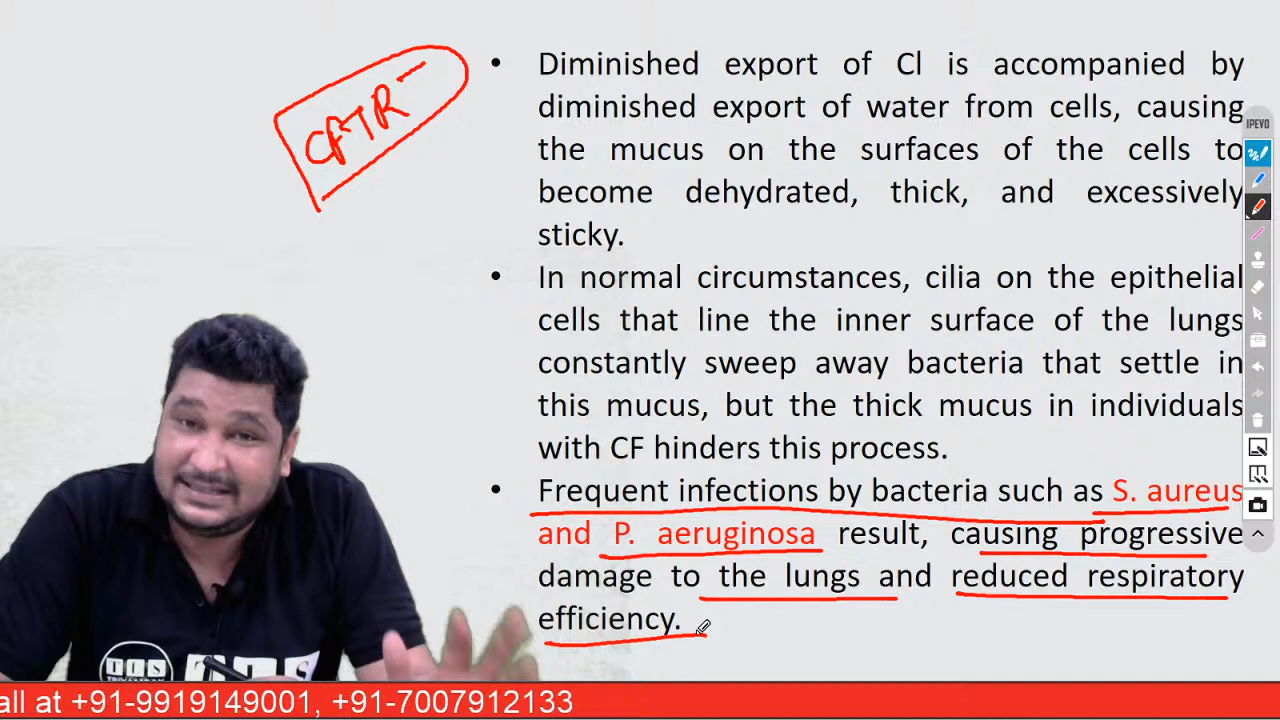 CFTR
Diminished export of Cl is accompanied by
diminished export of water from cells, causing
the mucus on the surfaces of the cells to
become dehydrated, thick, and excessively
sticky.
In normal circumstances, cilia on the epithelial
cells that line the inner surface of the lungs
constantly sweep away bacteria that settle in
this mucus, but the thick mucus in individuals
with CF hinders this process.
Frequent infections by bacteria such as S. aureus
and P. aeruginosa result, causing progressive
damage to the lungs and reduced respiratory
efficiency.
IPEVO
all at +91-9919149001, +91-7007912133